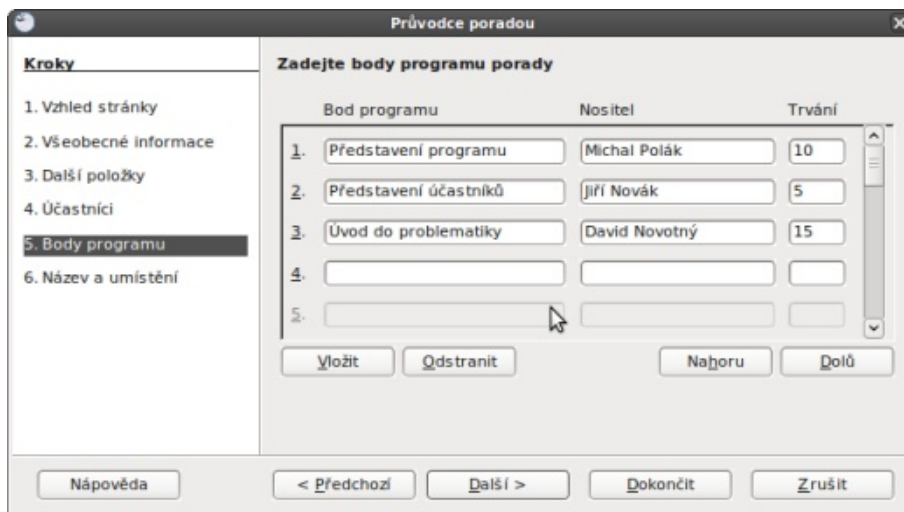 Průvodce poradou
Kroky
1. Vzhled stránky
2. Všeobecné informace
3. Další položky
4. Účastníci
5. Body programu
6. Název a umístění
Zadejte body programu porady
Bod programu Nositel Trvání
1. Představení programu Michal Polák 10
2. Představení účastníků Jiří Novák 5
3. Úvod do problematiky David Novotný 15
4.
5.
Vložit Odstranit Nahoru Dolů
Nápověda < Předchozí Další > Dokončit Zrušit